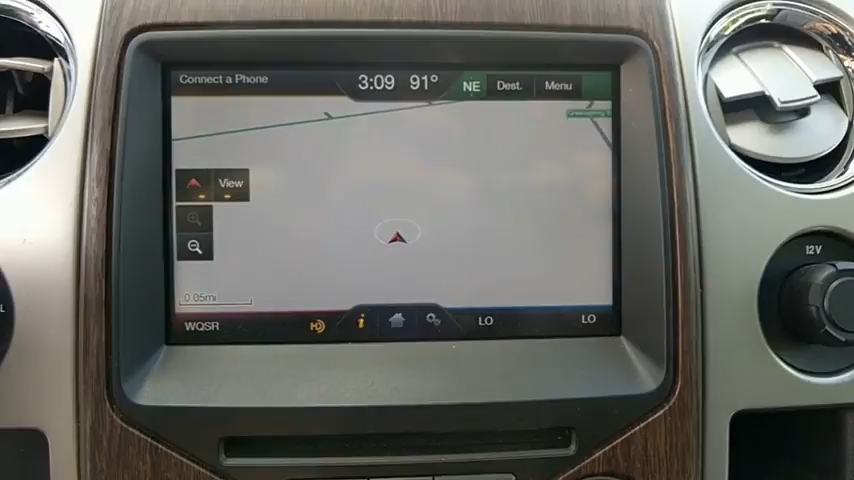 Connect a Phone
3:09 91°
NE
Dest.
Menu
View
0.05mi
WQSR
LO
LO
12V
L